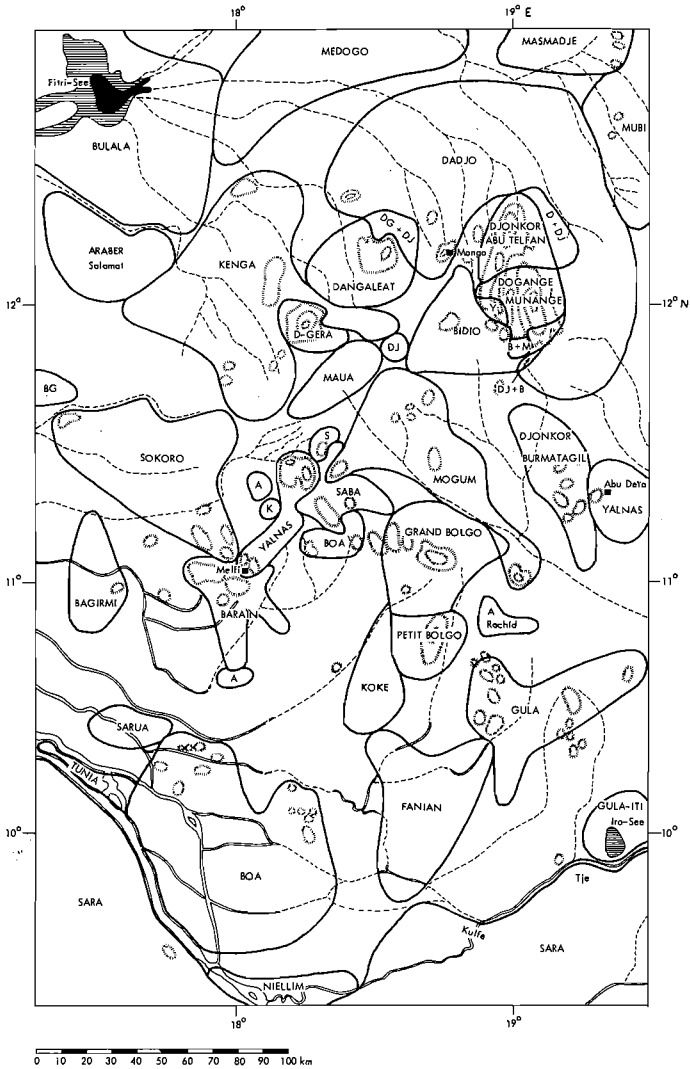 18°
19° E
MEDOGO
MASMADJE
Fitri-See
MUBI
BULALA
DADJO
DG + DJ
D + DJ
DJONKOR
ABU TELFAN
Mongo
ARABER
Salamat
KENGA
DANGALEAT
DOGANGE
MUNANGE
Y
12°
12° N
D-GERA
BIDIO
DJ
B+M
MAUA
DJ+B
BG
S
DJONKOR
BURMATAGIL
SOKORO
MOGUM
A
Abu Deïa
SABA
YALNAS
K
YALNAS
BOA
GRAND BOLGO
11°
11°
Melfi
BAGIRMI
BARAIN
A
Rachid
PETIT BOLGO
A
KOKE
GULA
SARUA
TUNIA
FANIAN
GULA-ITI
Iro-See
10°
10°
BOA
Tje
SARA
Kulfe
SARA
NIELLIM
18°
19°
0 10 20 30 40 50 60 70 80 90 100 km